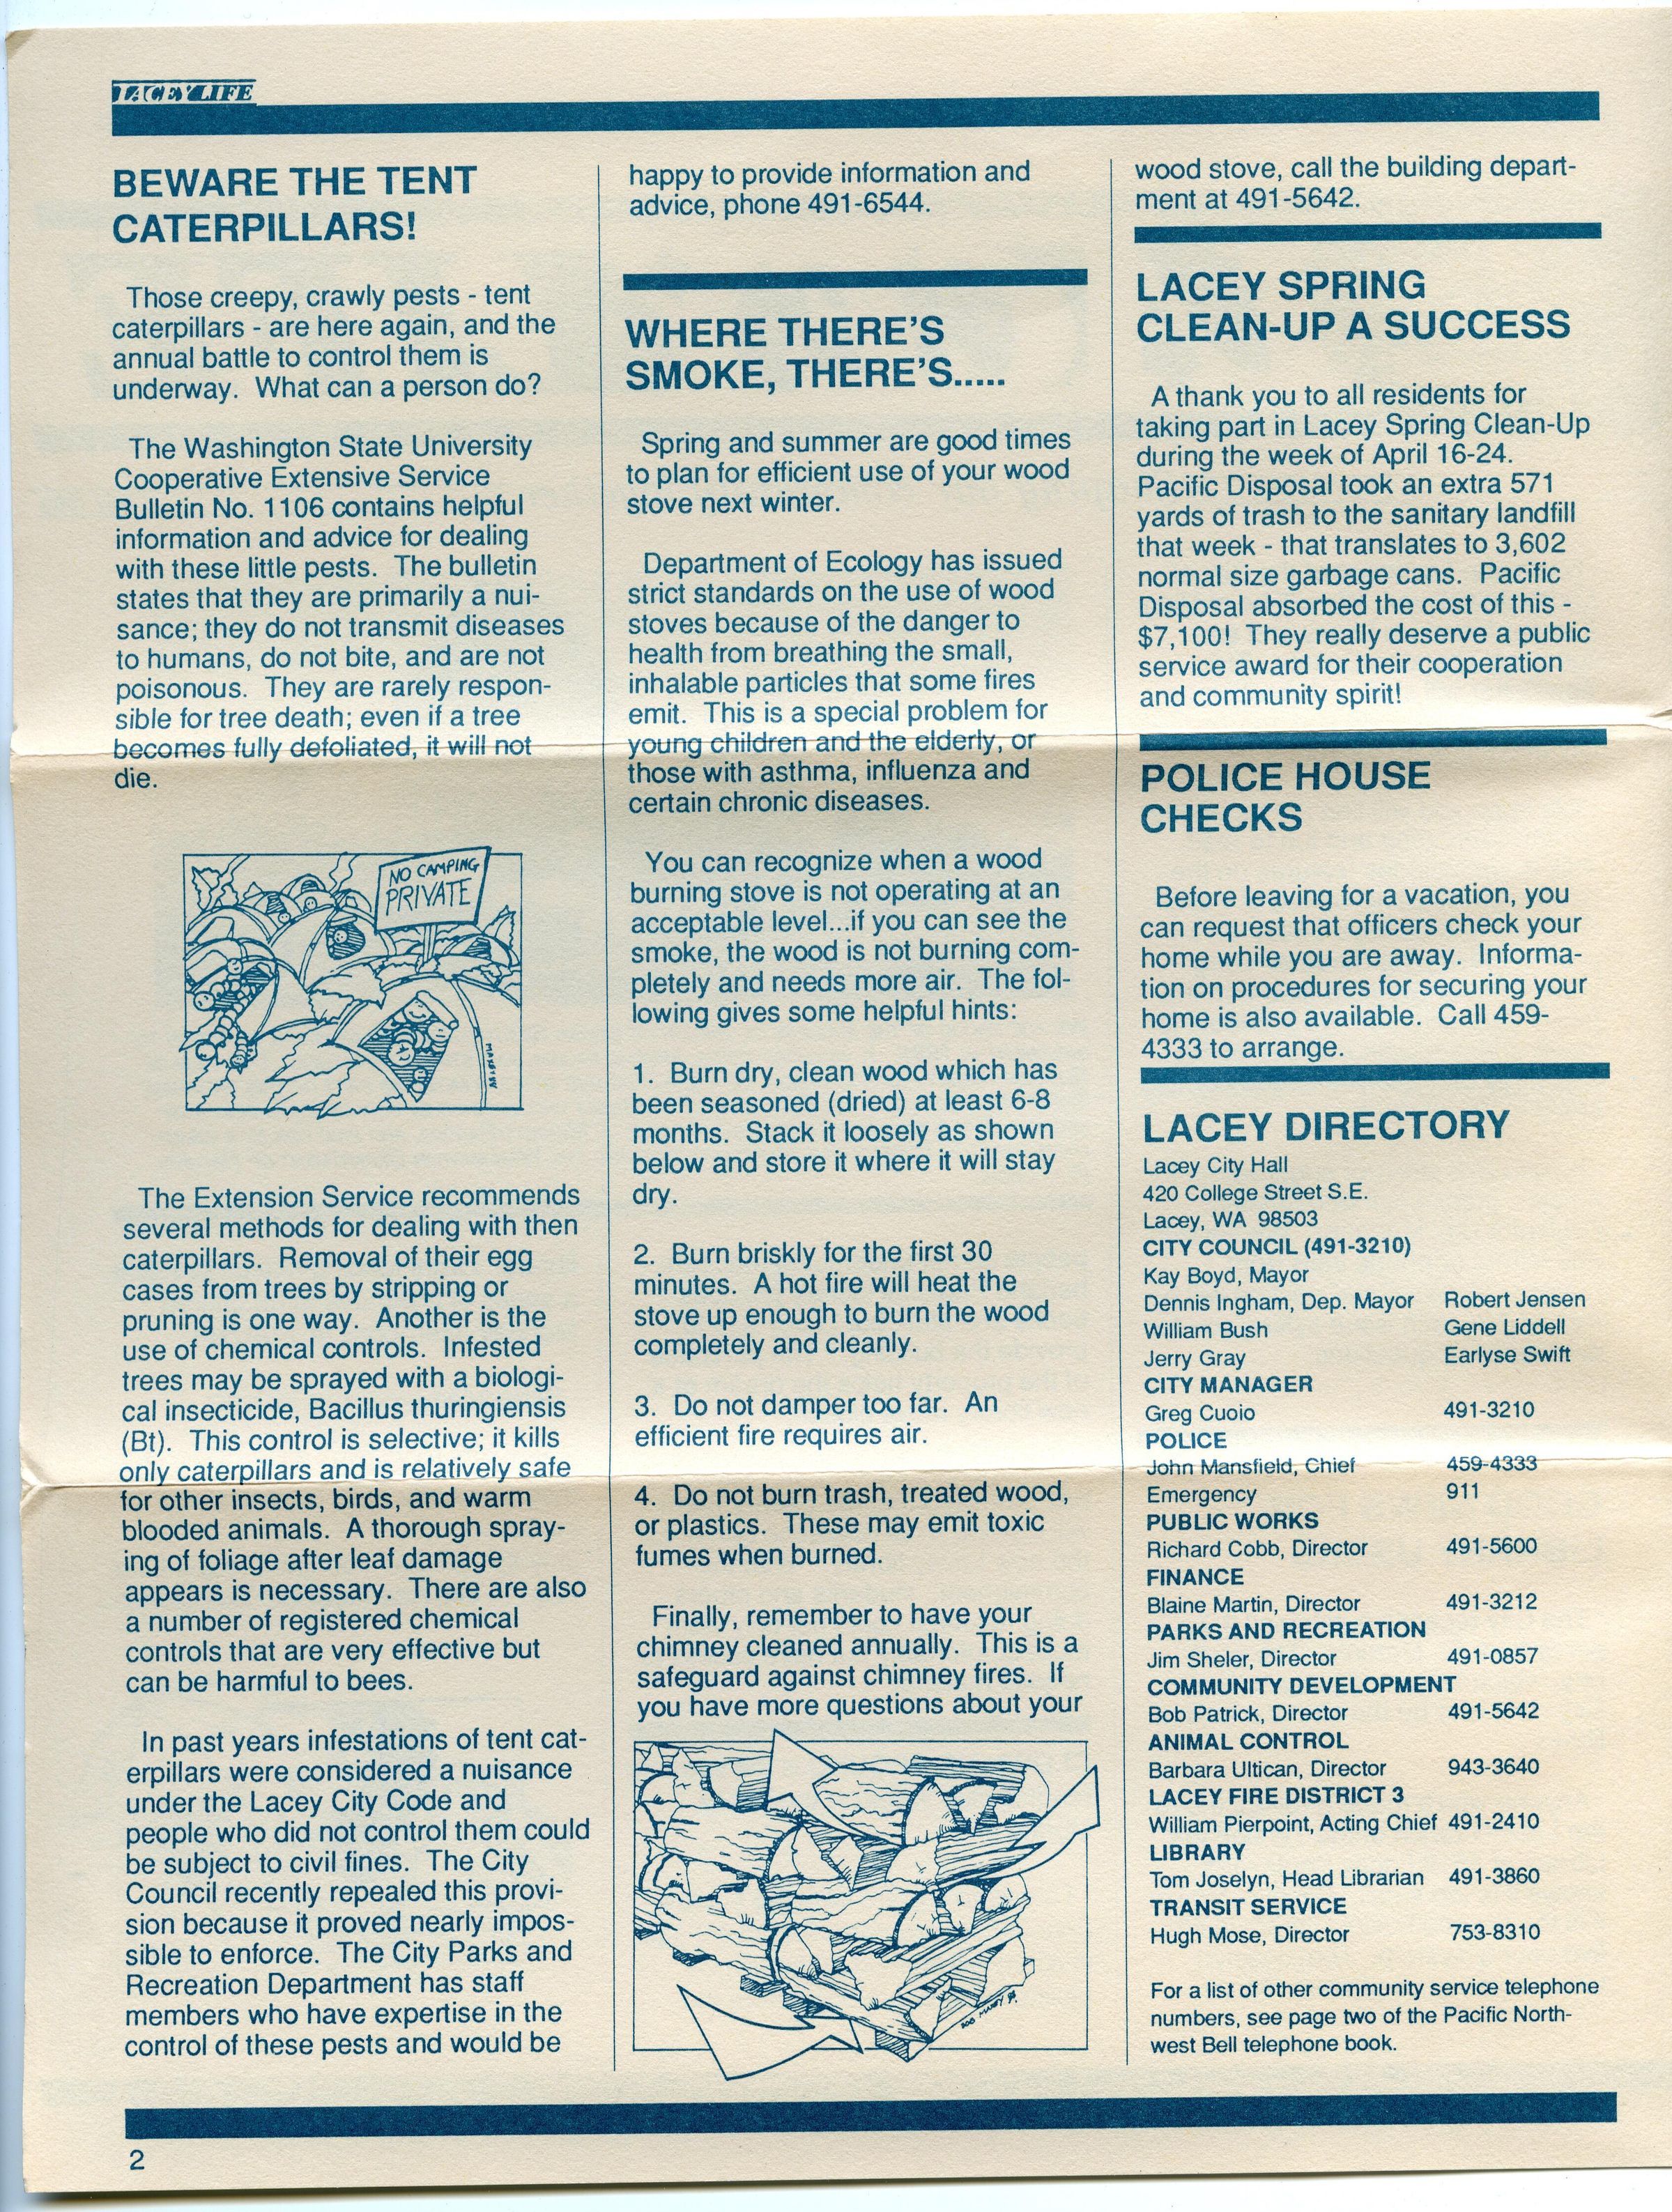 LACEY LIFE
BEWARE THE TENT
CATERPILLARS!
Those creepy, crawly pests - tent
caterpillars - are here again, and the
annual battle to control them is
underway. What can a person do?
The Washington State University
Cooperative Extensive Service
Bulletin No. 1106 contains helpful
information and advice for dealing
with these little pests. The bulletin
states that they are primarily a nui-
sance; they do not transmit diseases
to humans, do not bite, and are not
poisonous. They are rarely respon-
sible for tree death; even if a tree
becomes fully defoliated, it will not
die.
NO CAMPING
PRIVATE
The Extension Service recommends
several methods for dealing with then
caterpillars. Removal of their egg
cases from trees by stripping or
pruning is one way. Another is the
use of chemical controls. Infested
trees may be sprayed with a biologi-
cal insecticide, Bacillus thuringiensis
(Bt). This control is selective; it kills
only caterpillars and is relatively safe
for other insects, birds, and warm
blooded animals. A thorough spray-
ing of foliage after leaf damage
appears is necessary. There are also
a number of registered chemical
controls that are very effective but
can be harmful to bees.
In past years infestations of tent cat-
erpillars were considered a nuisance
under the Lacey City Code and
people who did not control them could
be subject to civil fines. The City
Council recently repealed this provi-
sion because it proved nearly impos-
sible to enforce. The City Parks and
Recreation Department has staff
members who have expertise in the
control of these pests and would be
happy to provide information and
advice, phone 491-6544.
WHERE THERE'S
SMOKE, THERE'S.....
Spring and summer are good times
to plan for efficient use of your wood
stove next winter.
Department of Ecology has issued
strict standards on the use of wood
stoves because of the danger to
health from breathing the small,
inhalable particles that some fires
emit. This is a special problem for
young children and the elderly, or
those with asthma, influenza and
certain chronic diseases.
You can recognize when a wood
burning stove is not operating at an
acceptable level...if you can see the
smoke, the wood is not burning com-
pletely and needs more air. The fol-
lowing gives some helpful hints:
1. Burn dry, clean wood which has
been seasoned (dried) at least 6-8
months. Stack it loosely as shown
below and store it where it will stay
dry.
2. Burn briskly for the first 30
minutes. A hot fire will heat the
stove up enough to burn the wood
completely and cleanly.
3. Do not damper too far. An
efficient fire requires air.
4. Do not burn trash, treated wood,
or plastics. These may emit toxic
fumes when burned.
Finally, remember to have your
chimney cleaned annually. This is a
safeguard against chimney fires. If
you have more questions about your
wood stove, call the building depart-
ment at 491-5642.
LACEY SPRING
CLEAN-UP A SUCCESS
A thank you to all residents for
taking part in Lacey Spring Clean-Up
during the week of April 16-24.
Pacific Disposal took an extra 571
yards of trash to the sanitary landfill
that week - that translates to 3,602
normal size garbage cans. Pacific
Disposal absorbed the cost of this -
$7,100! They really deserve a public
service award for their cooperation
and community spirit!
POLICE HOUSE
CHECKS
Before leaving for a vacation, you
can request that officers check your
home while you are away. Informa-
tion on procedures for securing your
home is also available. Call 459-
4333 to arrange.
LACEY DIRECTORY
Lacey City Hall
420 College Street S.E.
Lacey, WA 98503
CITY COUNCIL (491-3210)
Kay Boyd, Mayor
Dennis Ingham, Dep. Mayor Robert Jensen
William Bush Gene Liddell
Jerry Gray Earlyse Swift
CITY MANAGER
Greg Cuoio 491-3210
POLICE
John Mansfield, Chief 459-4333
Emergency 911
PUBLIC WORKS
Richard Cobb, Director 491-5600
FINANCE
Blaine Martin, Director 491-3212
PARKS AND RECREATION
Jim Sheler, Director 491-0857
COMMUNITY DEVELOPMENT
Bob Patrick, Director 491-5642
ANIMAL CONTROL
Barbara Ultican, Director 943-3640
LACEY FIRE DISTRICT 3
William Pierpoint, Acting Chief 491-2410
LIBRARY
Tom Joselyn, Head Librarian 491-3860
TRANSIT SERVICE
Hugh Mose, Director 753-8310
For a list of other community service telephone
numbers, see page two of the Pacific North-
west Bell telephone book.
2